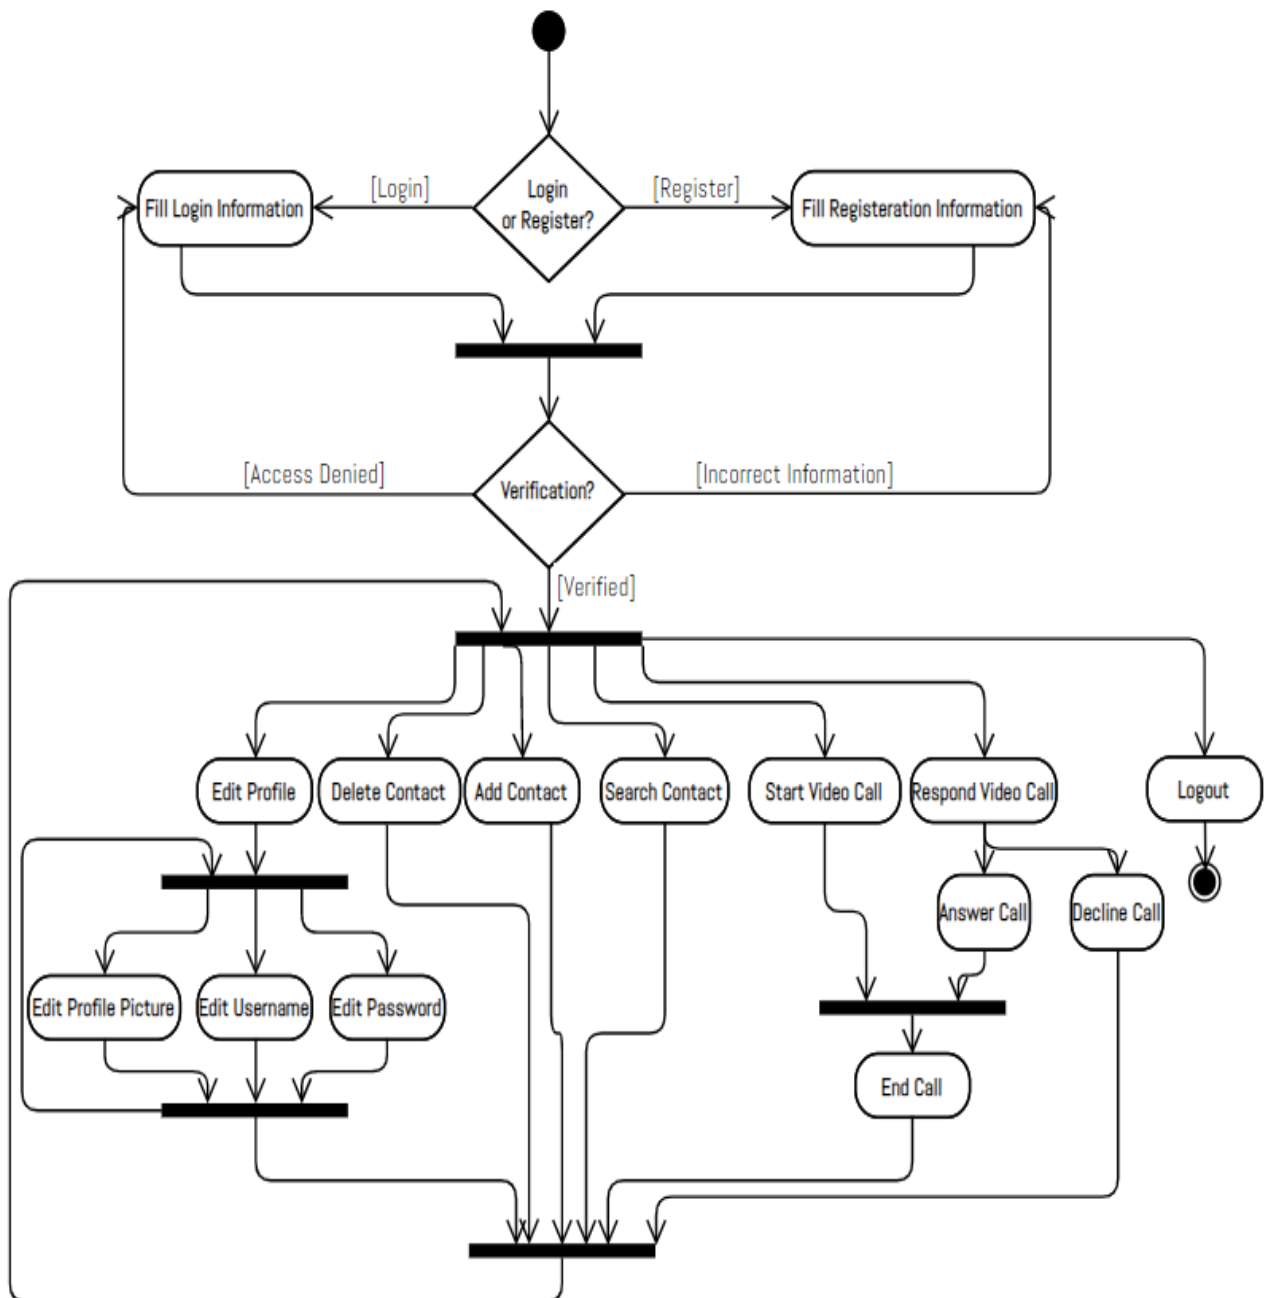 Login
or Register?
[Login]
[Register]
Fill Login Information
Fill Registeration Information
[Access Denied]
Verification?
[Incorrect Information]
[Verified]
Edit Profile
Delete Contact
Add Contact
Search Contact
Start Video Call
Respond Video Call
Logout
Answer Call
Decline Call
Edit Profile Picture
Edit Username
Edit Password
End Call